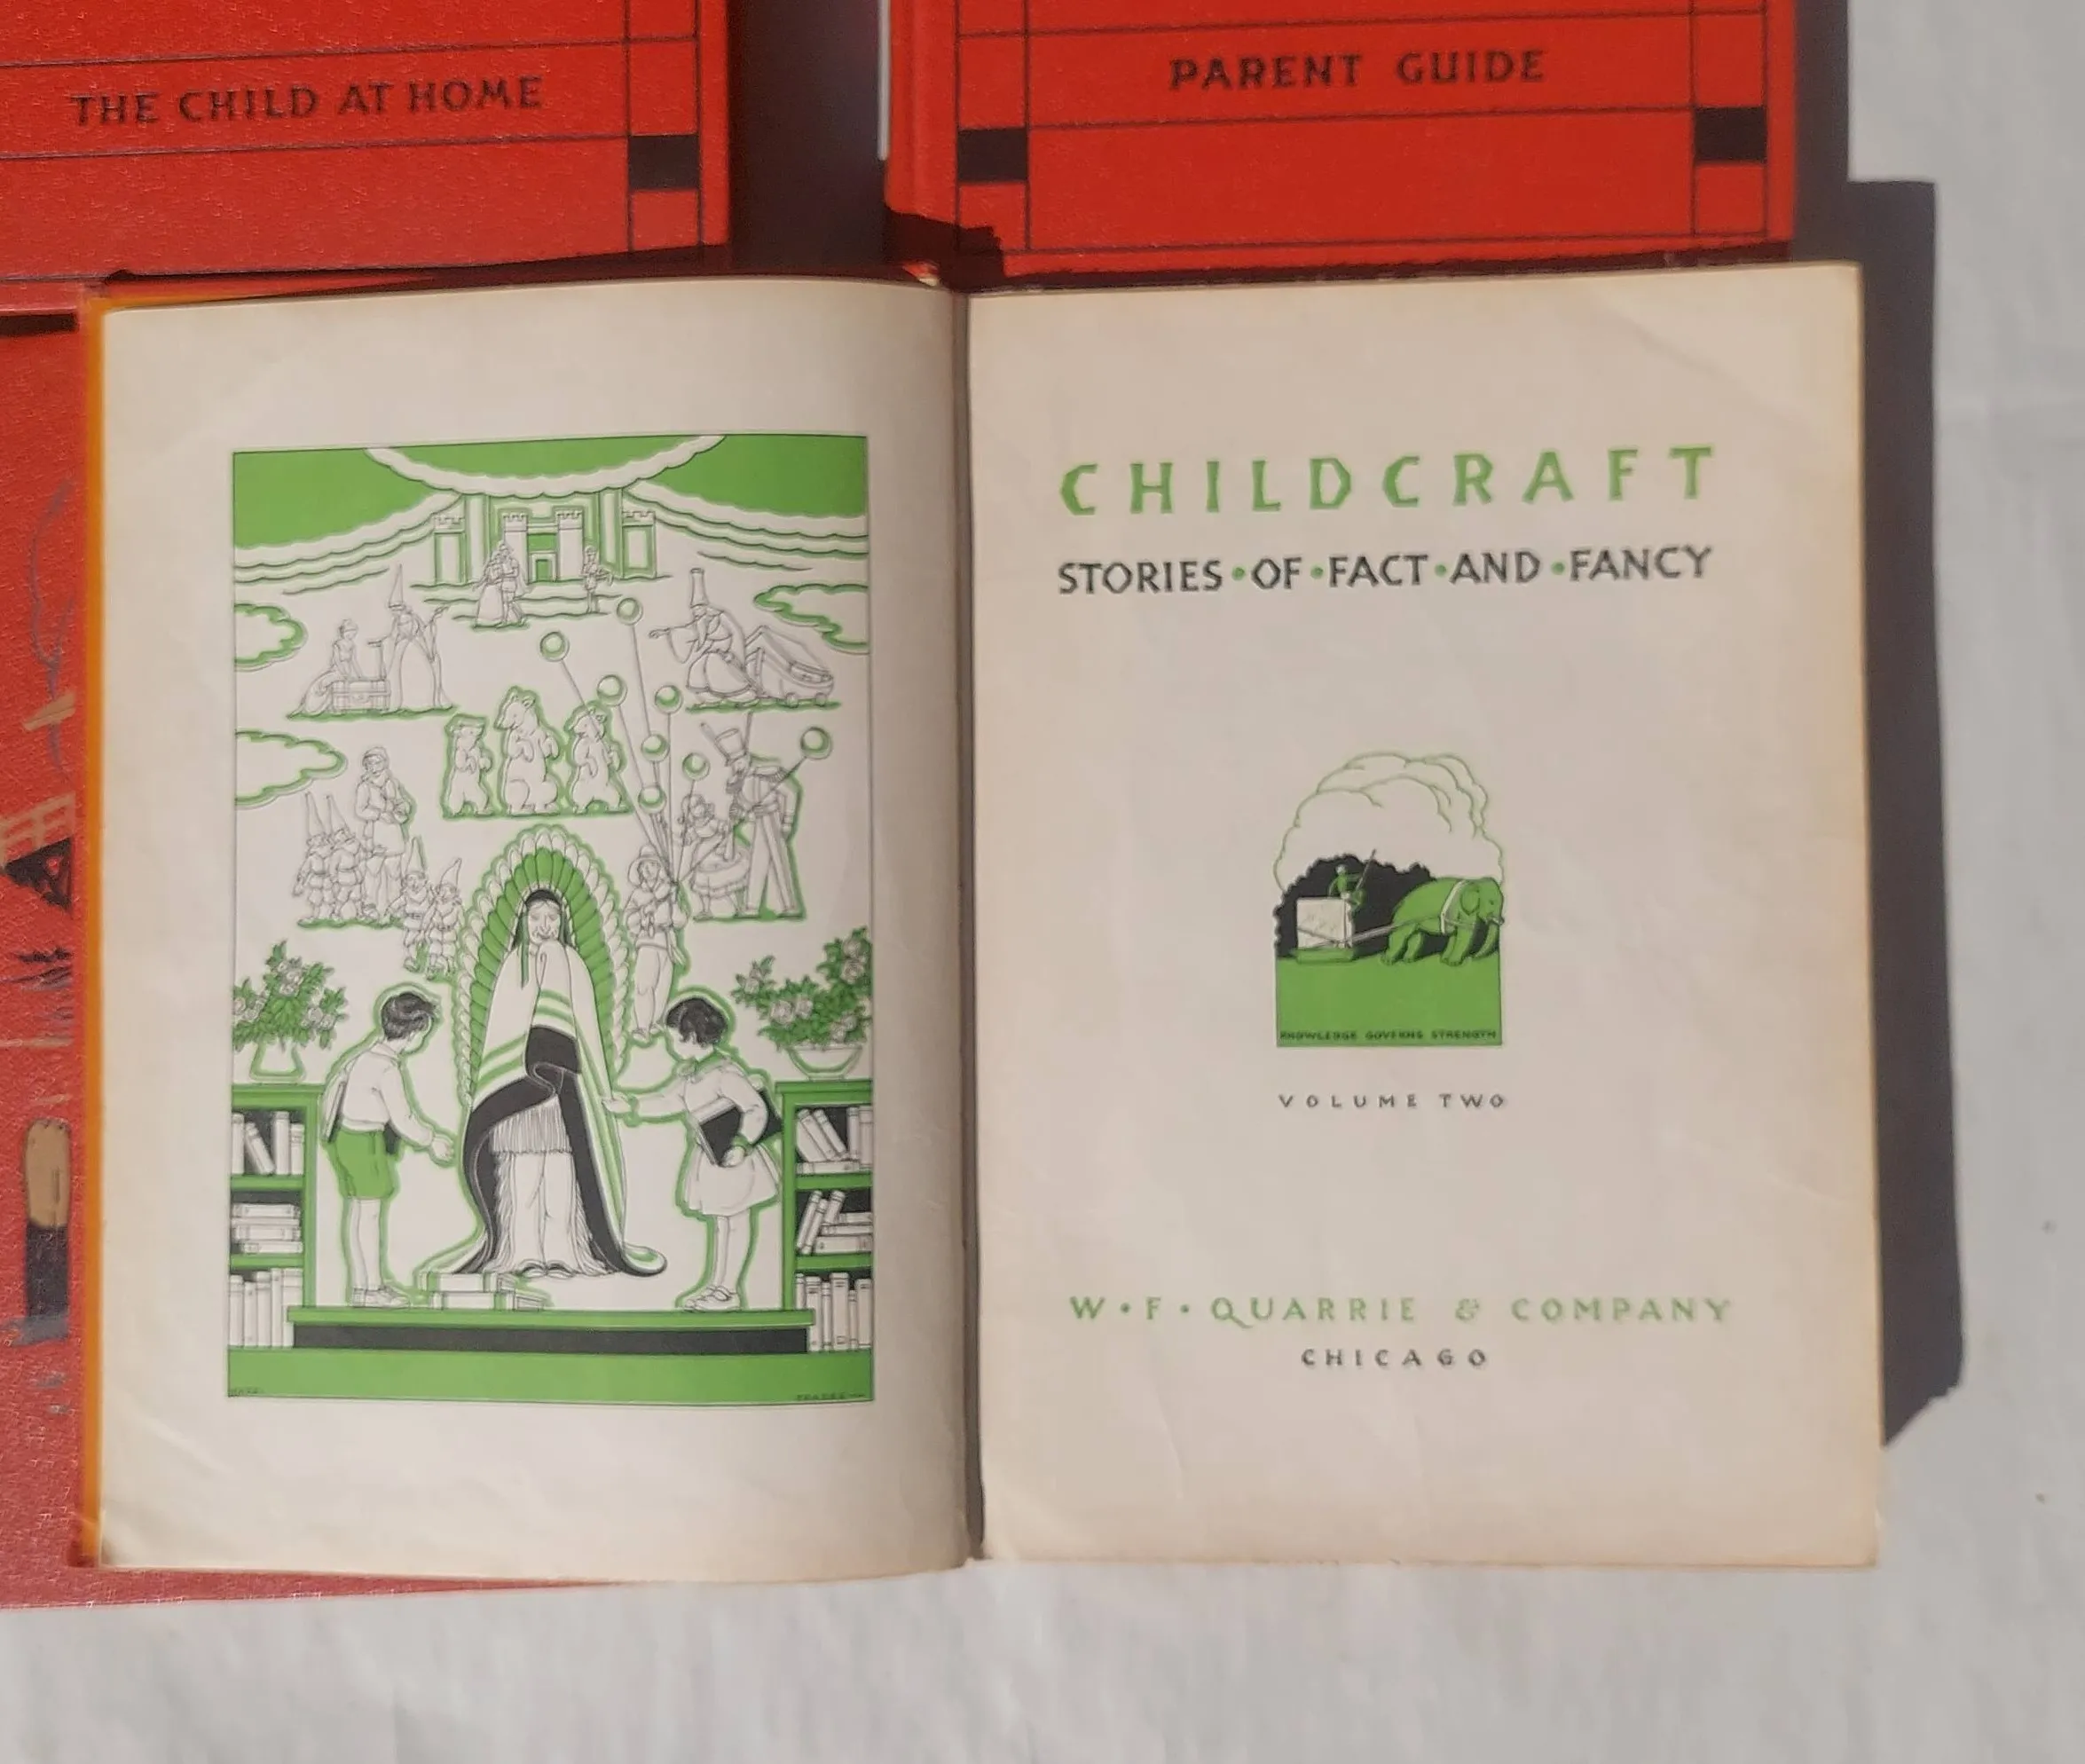 THE CHILD AT HOME
PARENT GUIDE
CHILDCRAFT
STORIES•OF•FACT•AND•FANCY
KNOWLEDGE GOVERNS STRENGTH
VOLUME TWO
W•F•QUARRIE & COMPANY
CHICAGO